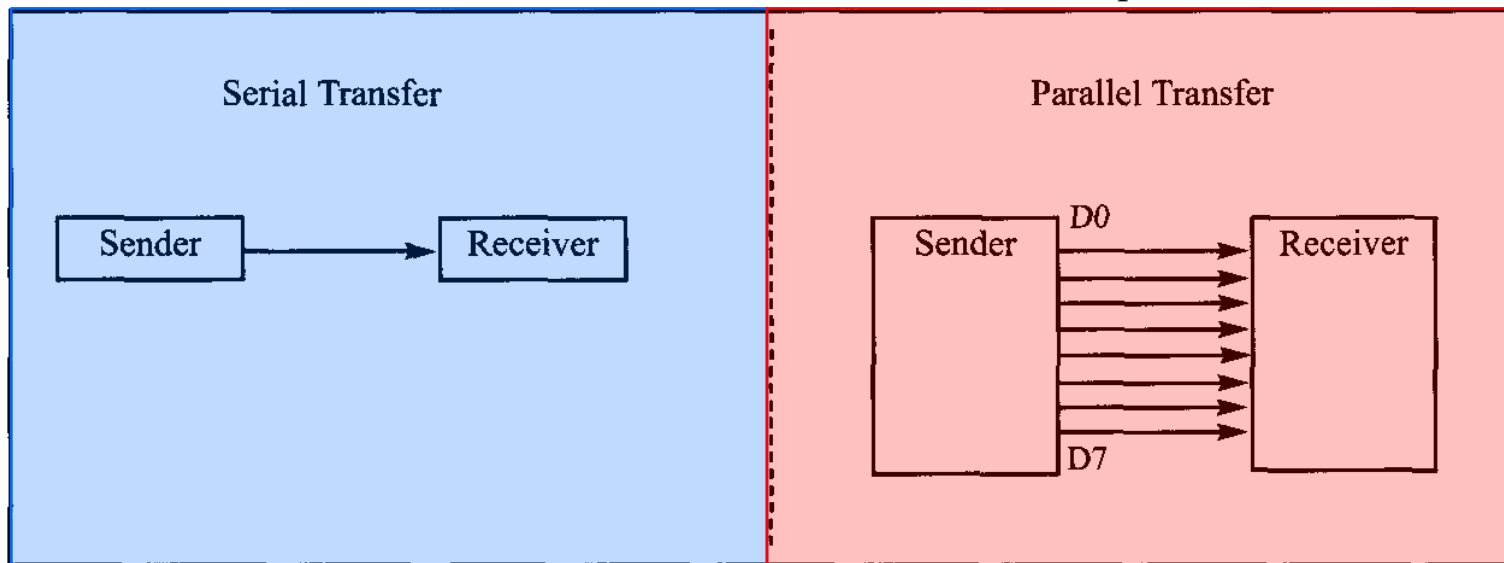 Serial Transfer
Sender
Receiver
Parallel Transfer
D0
Sender
Receiver
D7